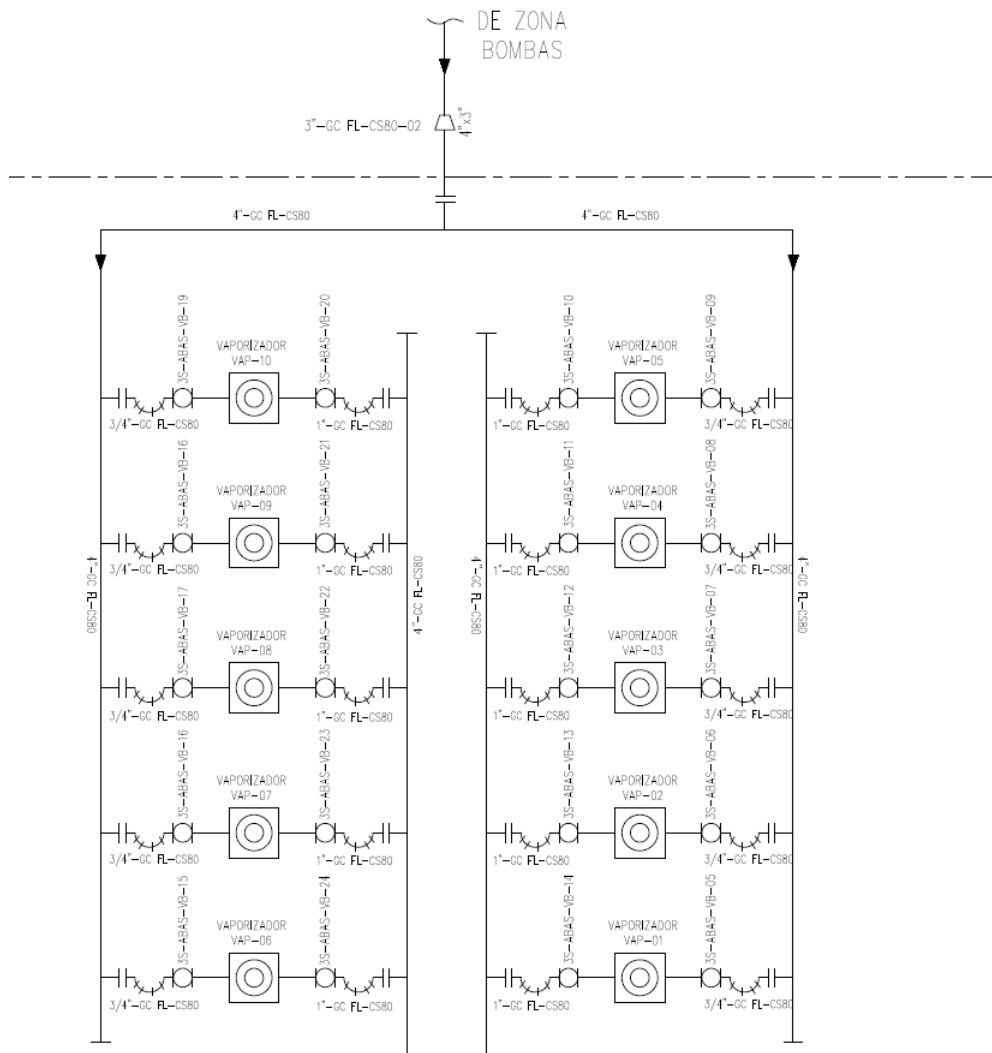 DE ZONA
BOMBAS
3"-GC FL-CS80-02
4"x3"
4"-GC FL-CS80
4"-GC FL-CS80
3S-ABAS-VB-19
3S-ABAS-VB-20
3S-ABAS-VB-10
3S-ABAS-VB-09
VAPORIZADOR
VAP-10
VAPORIZADOR
VAP-05
3/4"-GC FL-CS80
1"-GC FL-CS80
1"-GC FL-CS80
3/4"-GC FL-CS80
3S-ABAS-VB-16
3S-ABAS-VB-21
3S-ABAS-VB-11
3S-ABAS-VB-08
VAPORIZADOR
VAP-09
VAPORIZADOR
VAP-04
3/4"-GC FL-CS80
1"-GC FL-CS80
1"-GC FL-CS80
3/4"-GC FL-CS80
4"-GC FL-CS80
4"-GC FL-CS80
4"-GC FL-CS80
4"-GC FL-CS80
3S-ABAS-VB-17
3S-ABAS-VB-22
3S-ABAS-VB-12
3S-ABAS-VB-07
VAPORIZADOR
VAP-08
VAPORIZADOR
VAP-03
3/4"-GC FL-CS80
1"-GC FL-CS80
1"-GC FL-CS80
3/4"-GC FL-CS80
3S-ABAS-VB-16
3S-ABAS-VB-23
3S-ABAS-VB-13
3S-ABAS-VB-06
VAPORIZADOR
VAP-07
VAPORIZADOR
VAP-02
3/4"-GC FL-CS80
1"-GC FL-CS80
1"-GC FL-CS80
3/4"-GC FL-CS80
3S-ABAS-VB-15
3S-ABAS-VB-24
3S-ABAS-VB-14
3S-ABAS-VB-05
VAPORIZADOR
VAP-06
VAPORIZADOR
VAP-01
3/4"-GC FL-CS80
1"-GC FL-CS80
1"-GC FL-CS80
3/4"-GC FL-CS80